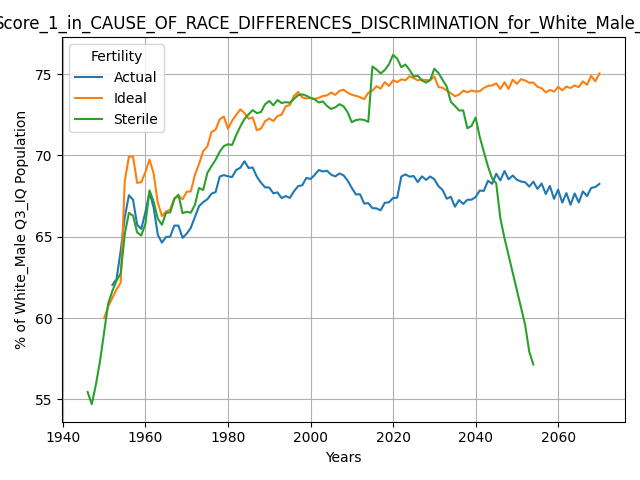 Score_1_in_CAUSE_OF_RACE_DIFFERENCES_DISCRIMINATION_for_White_Male_
Fertility
Actual
Ideal
Sterile
% of White_Male Q3_IQ Population
75
70
65
60
55
1940
1960
1980
2000
2020
2040
2060
Years